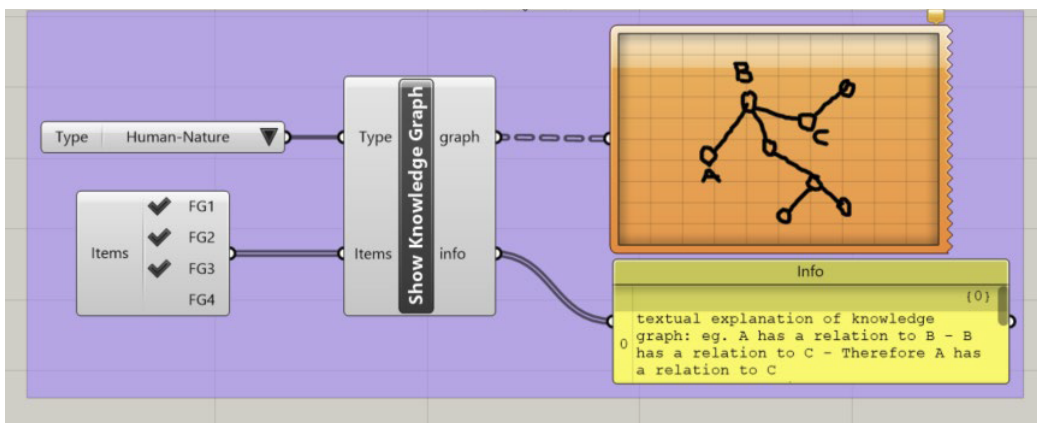 Type Human-Nature
Items
FG1
FG2
FG3
FG4
Type
Items
Show Knowledge Graph
graph
info
B
C
A
Info
{0}
0
textual explanation of knowledge
graph: eg. A has a relation to B - B
has a relation to C - Therefore A has
a relation to C